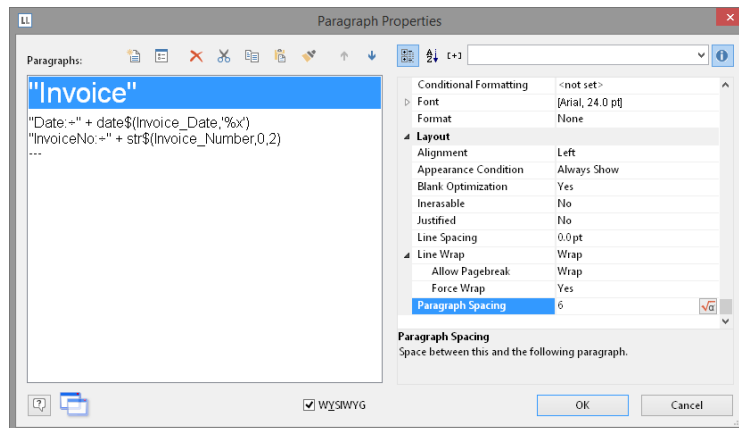 LL
Paragraph Properties
Paragraphs:
[+]
"Invoice"
"Date:÷" + date$(Invoice_Date,'%x')
"InvoiceNo:÷" + str$(Invoice_Number,0,2)
---
Conditional Formatting <not set>
Font [Arial, 24.0 pt]
Format None
Layout
Alignment Left
Appearance Condition Always Show
Blank Optimization Yes
Inerasable No
Justified No
Line Spacing 0.0 pt
Line Wrap Wrap
Allow Pagebreak Wrap
Force Wrap Yes
Paragraph Spacing 6
Paragraph Spacing
Space between this and the following paragraph.
WYSIWYG
OK
Cancel